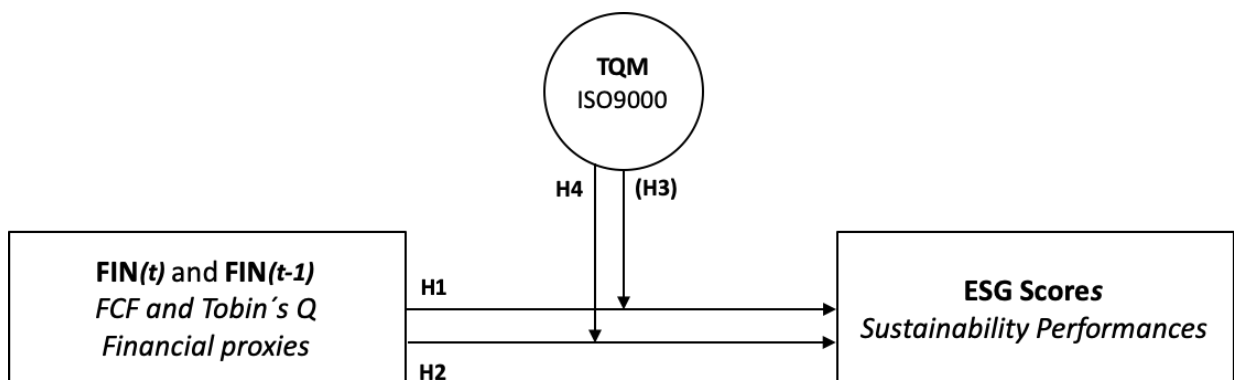 TQM
ISO9000
H4
(H3)
FIN(t) and FIN(t-1)
FCF and Tobin´s Q
Financial proxies
H1
H2
ESG Scores
Sustainability Performances